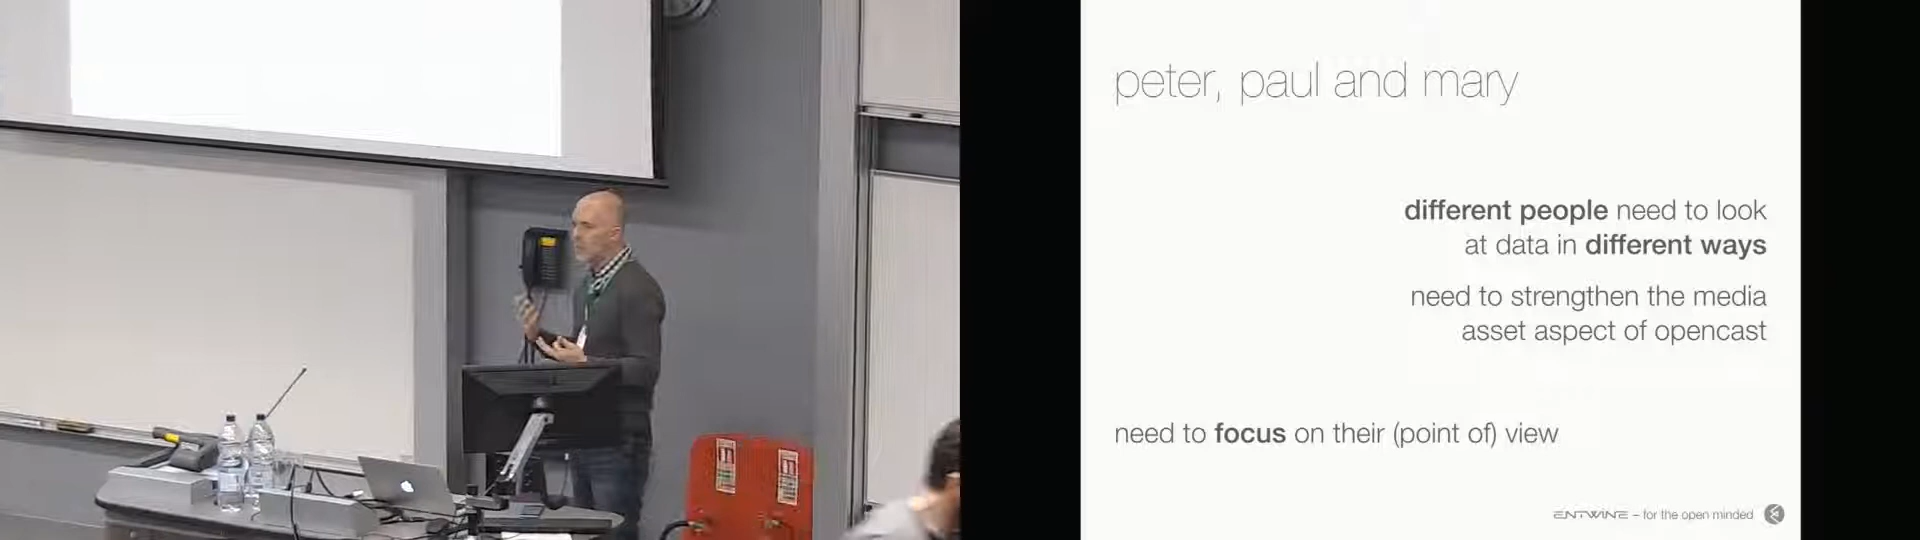 peter, paul and mary
different people need to look
at data in different ways
need to strengthen the media
asset aspect of opencast
need to focus on their (point of) view
ENTWINE – for the open minded